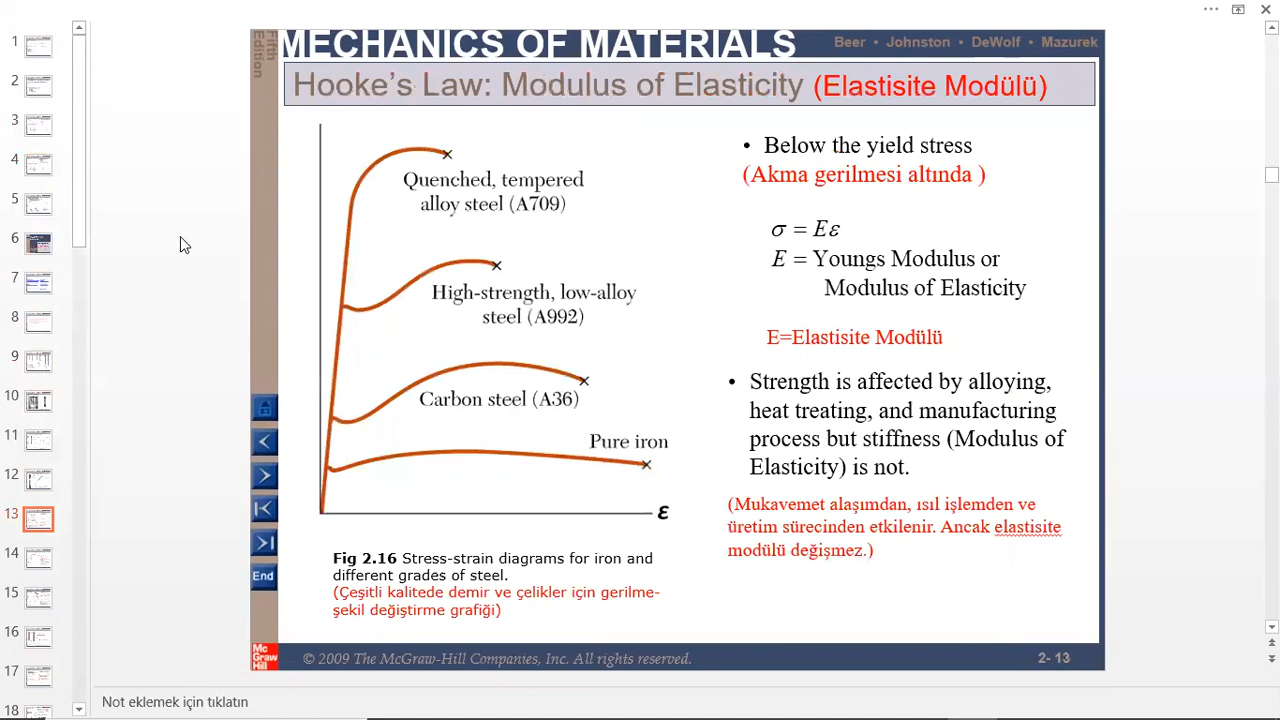 MECHANICS OF MATERIALS
Beer • Johnston • DeWolf • Mazurek
Fifth
Edition
Hooke's Law: Modulus of Elasticity (Elastisite Modülü)
Quenched, tempered
alloy steel (A709)
High-strength, low-alloy
steel (A992)
Carbon steel (A36)
Pure iron
ε
Fig 2.16 Stress-strain diagrams for iron and
different grades of steel.
(Çeşitli kalitede demir ve çelikler için gerilme-
şekil değiştirme grafiği)
• Below the yield stress
(Akma gerilmesi altında )
σ = Eε
E = Youngs Modulus or
Modulus of Elasticity
E=Elastisite Modülü
• Strength is affected by alloying,
heat treating, and manufacturing
process but stiffness (Modulus of
Elasticity) is not.
(Mukavemet alaşımdan, ısıl işlemden ve
üretim sürecinden etkilenir. Ancak elastisite
modülü değişmez.)
End
Mc
Graw
Hill
© 2009 The McGraw-Hill Companies, Inc. All rights reserved.
2- 13
1
2
3
4
5
6
7
8
9
10
11
12
13
14
15
16
17
18
Not eklemek için tıklatın